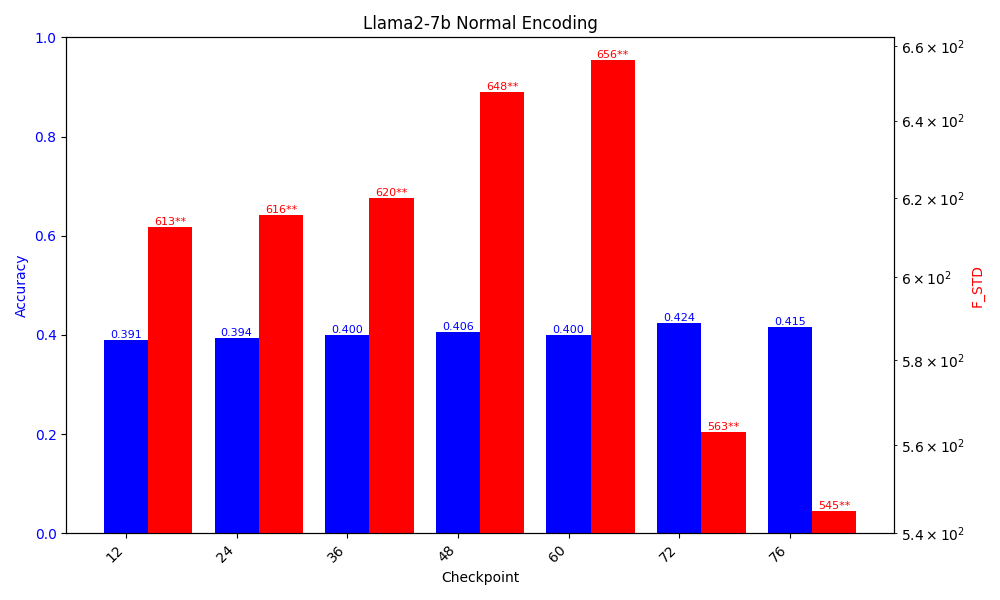 Llama2-7b Normal Encoding
1.0
0.8
0.6
0.4
0.2
0.0
Accuracy
0.391
613**
0.394
616**
0.400
620**
0.406
648**
0.400
656**
0.424
563**
0.415
545**
6.6 × 10²
6.4 × 10²
6.2 × 10²
6 × 10²
5.8 × 10²
5.6 × 10²
5.4 × 10²
F_STD
12
24
36
48
60
72
76
Checkpoint